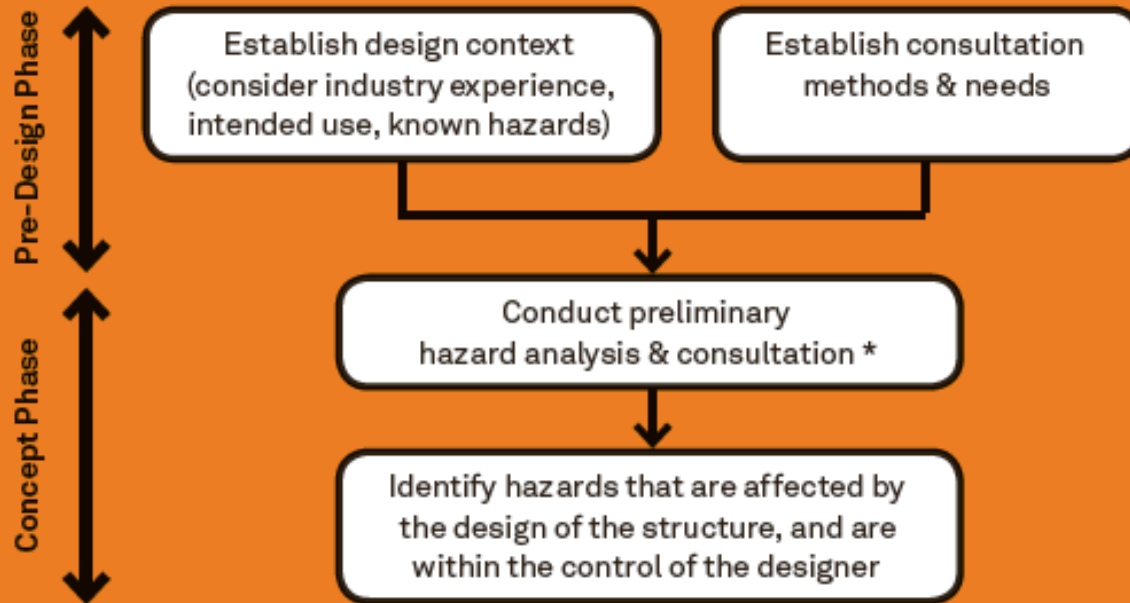 Pre-Design Phase
Establish design context
(consider industry experience,
intended use, known hazards)
Establish consultation
methods & needs
Concept Phase
Conduct preliminary
hazard analysis & consultation *
Identify hazards that are affected by
the design of the structure, and are
within the control of the designer